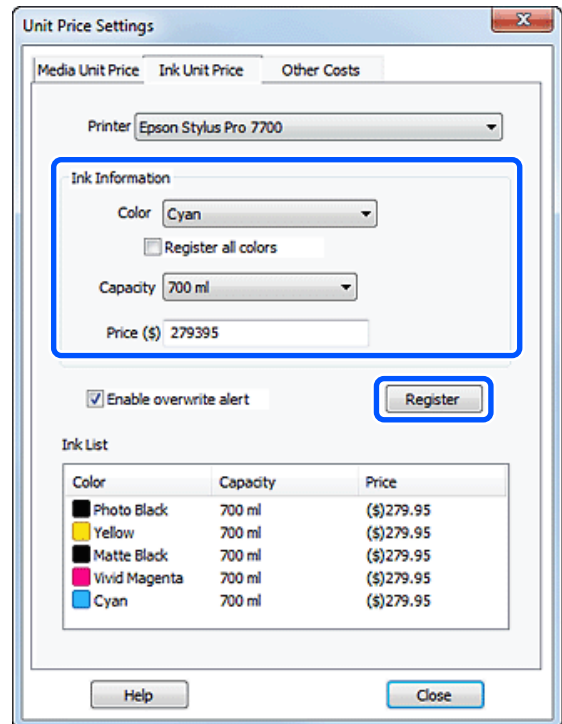 Unit Price Settings
Media Unit Price Ink Unit Price Other Costs
Printer Epson Stylus Pro 7700
Ink Information
Color Cyan
Register all colors
Capacity 700 ml
Price ($) 279395
Enable overwrite alert Register
Ink List
Color Capacity Price
Photo Black 700 ml ($)279.95
Yellow 700 ml ($)279.95
Matte Black 700 ml ($)279.95
Vivid Magenta 700 ml ($)279.95
Cyan 700 ml ($)279.95
Help Close